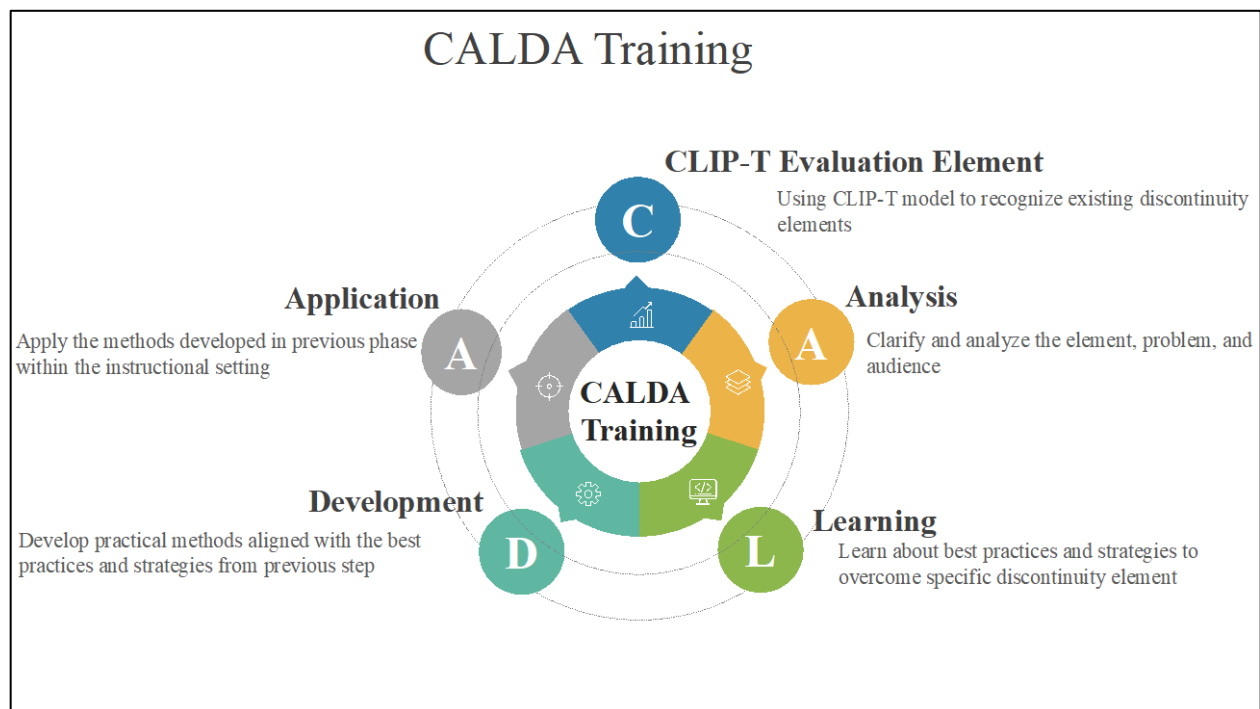 CALDA Training
C
CLIP-T Evaluation Element
Using CLIP-T model to recognize existing discontinuity
elements
A
Analysis
Clarify and analyze the element, problem, and
audience
L
Learning
Learn about best practices and strategies to
overcome specific discontinuity element
D
Development
Develop practical methods aligned with the best
practices and strategies from previous step
A
Application
Apply the methods developed in previous phase
within the instructional setting
CALDA
Training